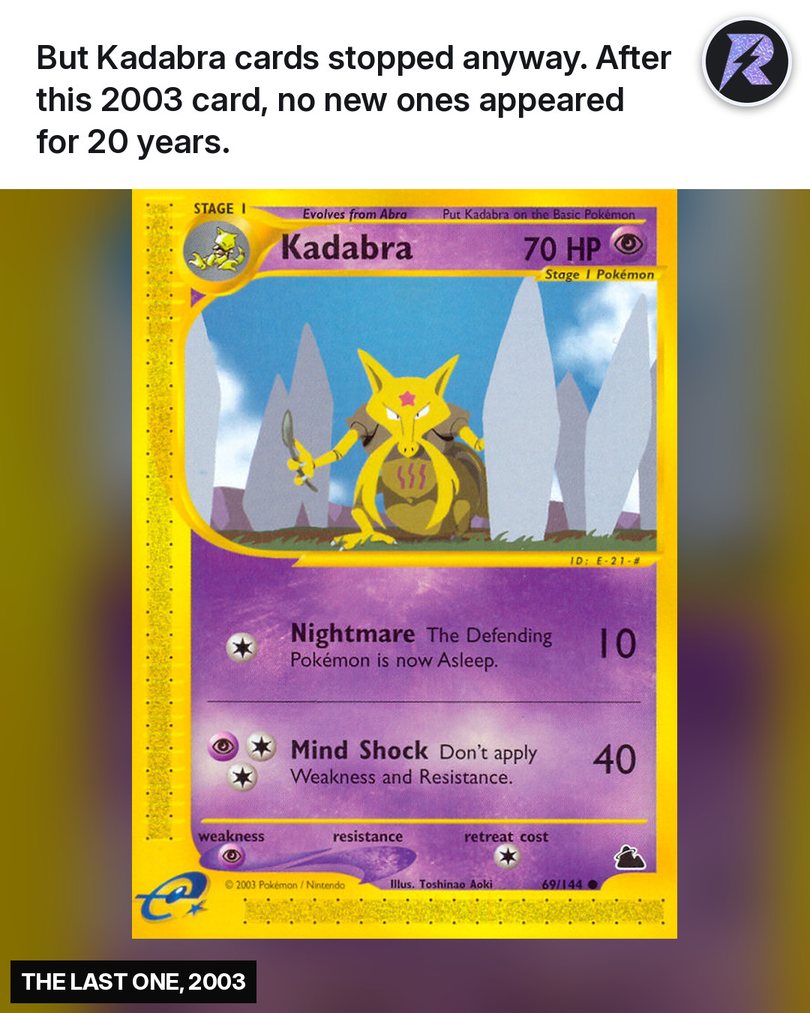 But Kadabra cards stopped anyway. After
this 2003 card, no new ones appeared
for 20 years.
STAGE 1
Evolves from Abra
Put Kadabra on the Basic Pokémon
Kadabra
70 HP
Stage 1 Pokémon
ID: E-21-#
Nightmare The Defending
Pokémon is now Asleep.
10
Mind Shock Don't apply
Weakness and Resistance.
40
weakness
resistance
retreat cost
© 2003 Pokémon / Nintendo
Illus. Toshinao Aoki
69/144
THE LAST ONE, 2003